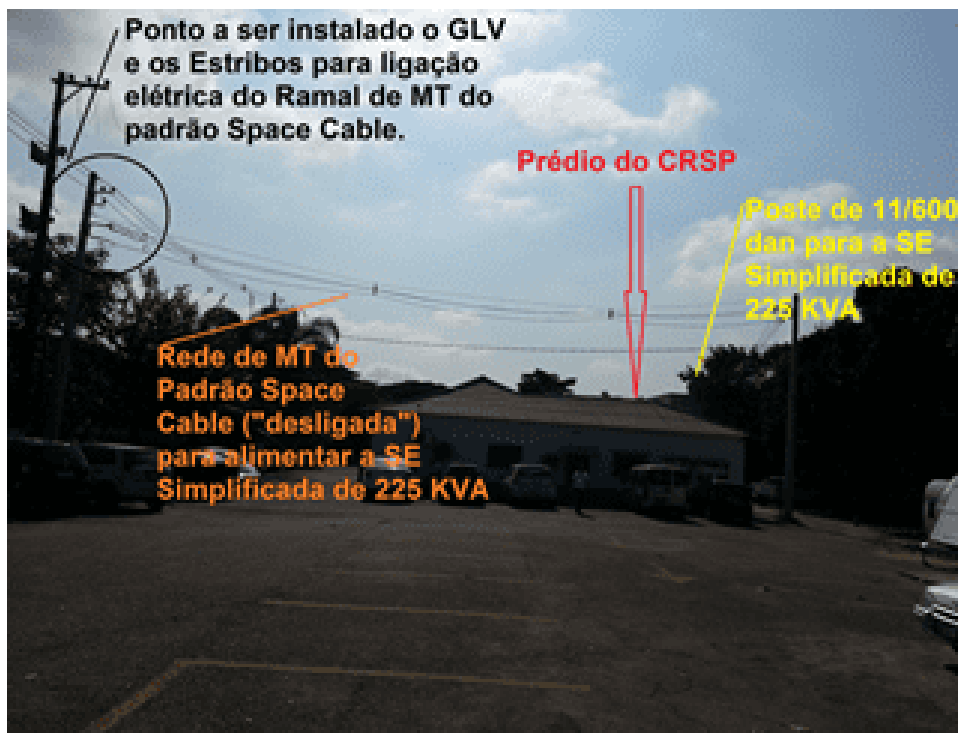 Ponto a ser instalado o GLV
e os Estribos para ligação
elétrica do Ramal de MT do
padrão Space Cable.
Prédio do CRSP
Poste de 11/600
dan para a SE
Simplificada de
225 KVA
Rede de MT do
Padrão Space
Cable ("desligada")
para alimentar a SE
Simplificada de 225 KVA